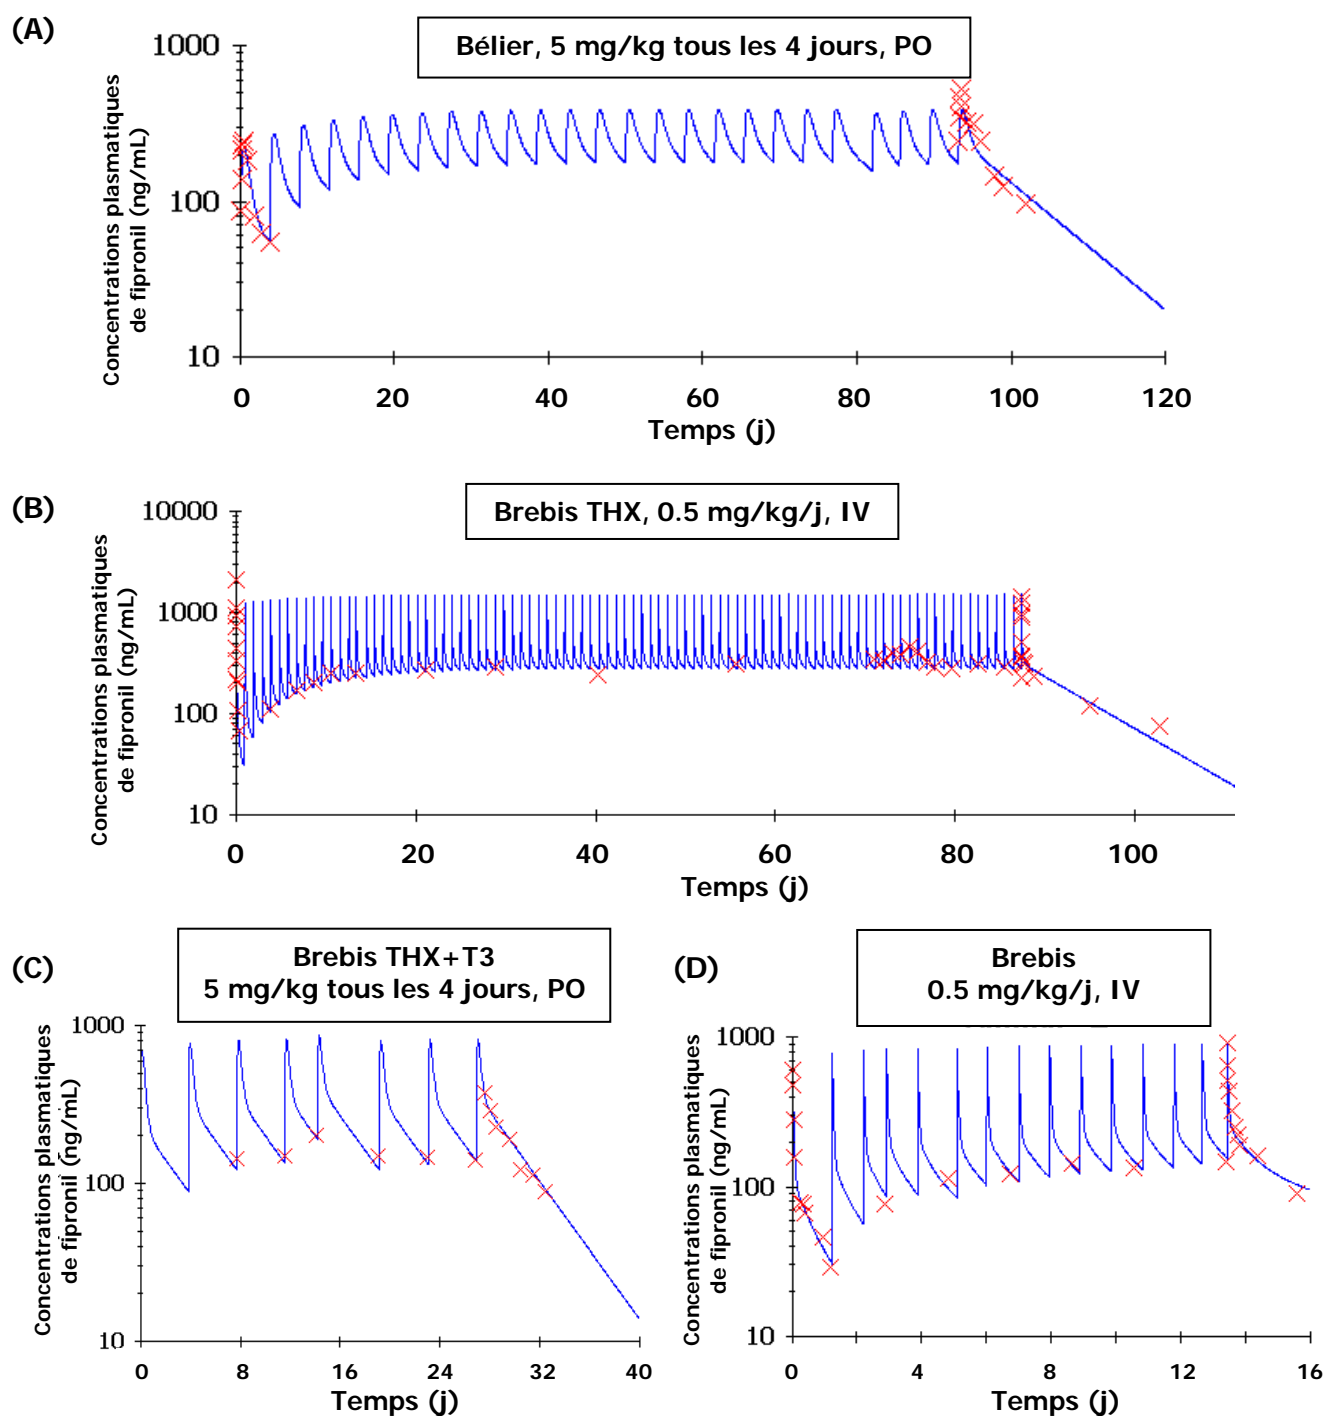 (A)
Bélier, 5 mg/kg tous les 4 jours, PO
Concentrations plasmatiques
de fipronil (ng/mL)
1000
100
10
0 20 40 60 80 100 120
Temps (j)
(B)
Brebis THX, 0.5 mg/kg/j, IV
Concentrations plasmatiques
de fipronil (ng/mL)
10000
1000
100
10
0 20 40 60 80 100
Temps (j)
(C)
Brebis THX+T3
5 mg/kg tous les 4 jours, PO
Concentrations plasmatiques
de fipronil (ng/mL)
1000
100
10
0 8 16 24 32 40
Temps (j)
(D)
Brebis
0.5 mg/kg/j, IV
Concentrations plasmatiques
de fipronil (ng/mL)
1000
100
10
0 4 8 12 16
Temps (j)